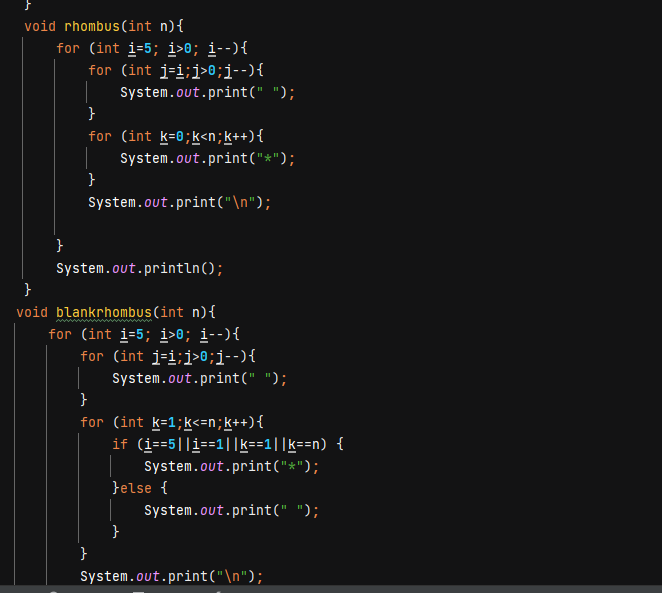 }
void rhombus(int n){
for (int i=5; i>0; i--){
for (int j=i;j>0;j--){
System.out.print(" ");
}
for (int k=0;k<n;k++){
System.out.print("*");
}
System.out.print("\n");
}
System.out.println();
}
void blankrhombus(int n){
for (int i=5; i>0; i--){
for (int j=i;j>0;j--){
System.out.print(" ");
}
for (int k=1;k<=n;k++){
if (i==5||i==1||k==1||k==n) {
System.out.print("*");
}else {
System.out.print(" ");
}
}
System.out.print("\n");